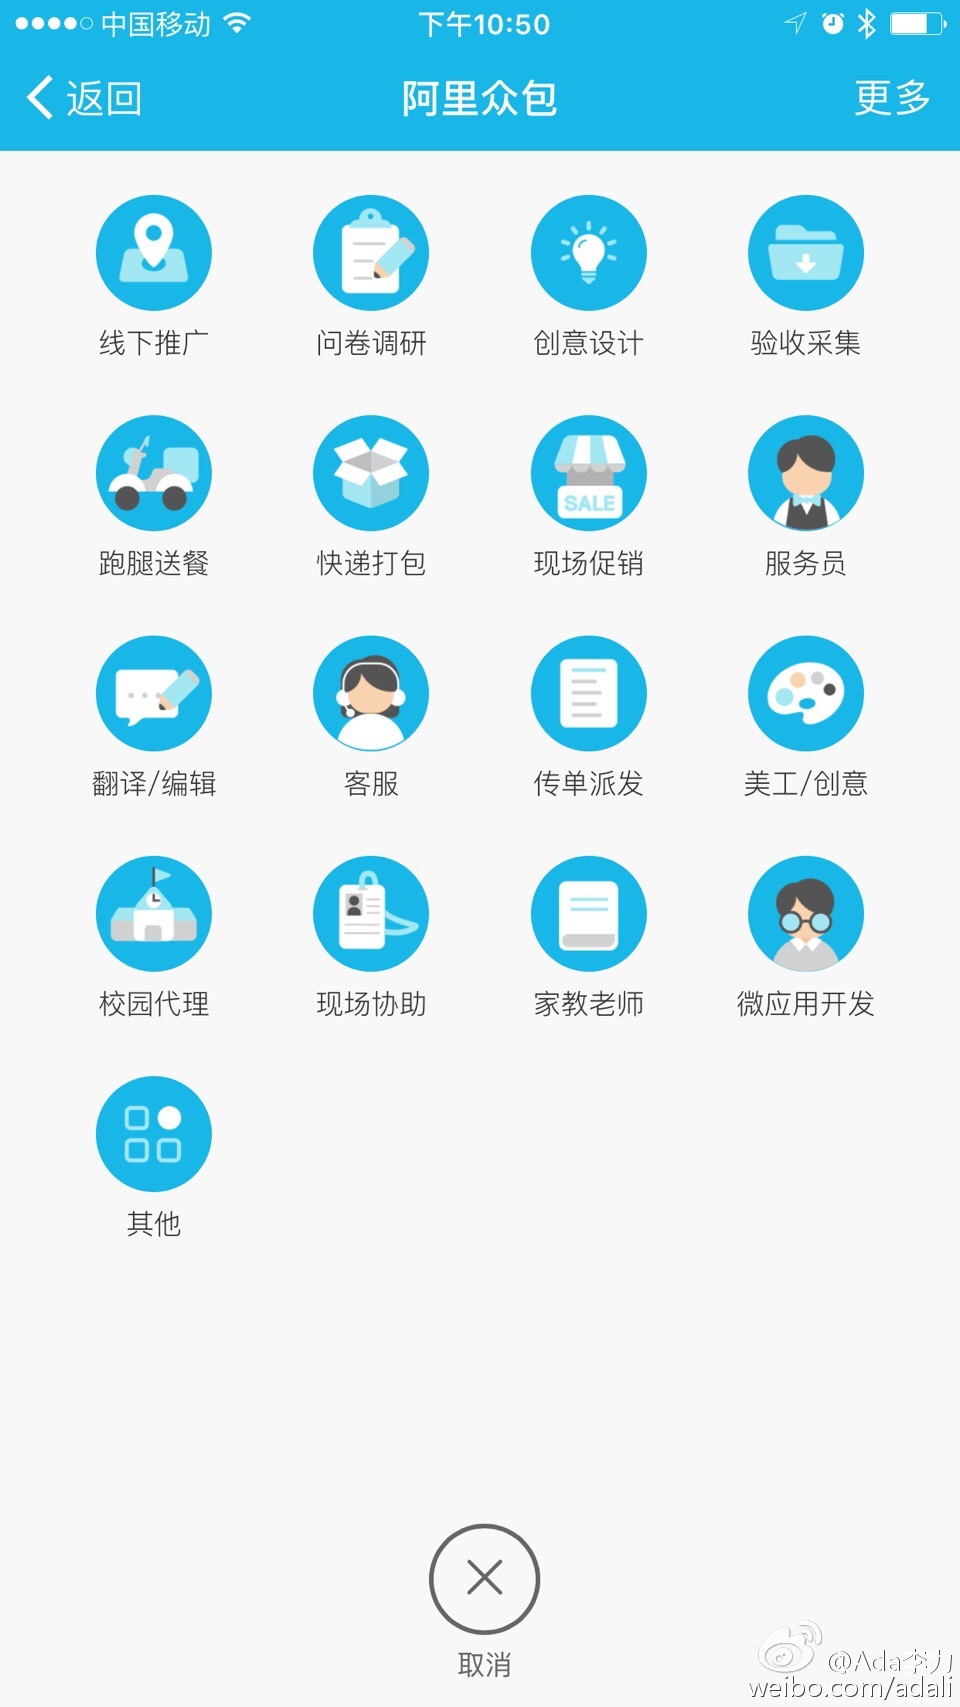 中国移动 下午10:50
返回 阿里众包 更多
线下推广 问卷调研 创意设计 验收采集
SALE
跑腿送餐 快递打包 现场促销 服务员
翻译/编辑 客服 传单派发 美工/创意
校园代理 现场协助 家教老师 微应用开发
其他
取消
@Ada李力
weibo.com/adali